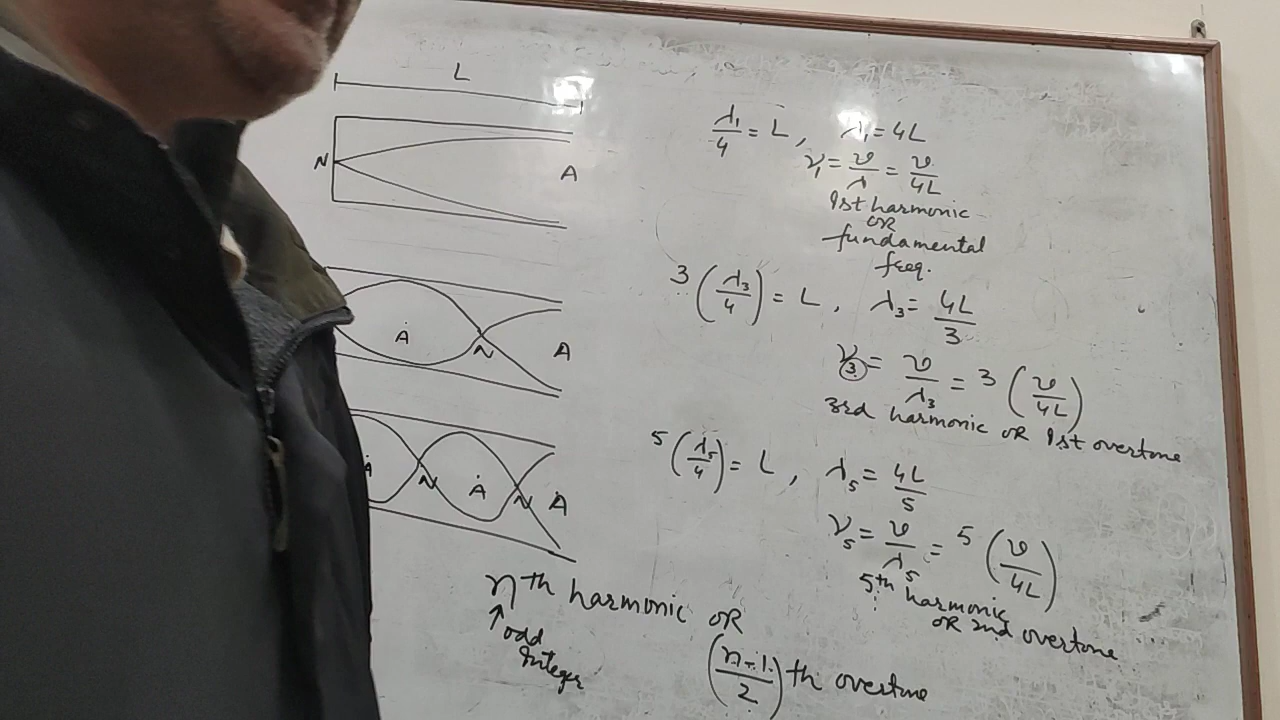 L
N
A
λ₁/4 = L, λ₁ = 4L
ν₁ = v/λ = v/4L
1st harmonic
OR
fundamental
freq.
A
N
A
3 (λ₃/4) = L, λ₃ = 4L/3
ν₃ = v/λ₃ = 3 (v/4L)
3rd harmonic OR 1st overtone
A
N
A
N
A
5 (λ₅/4) = L, λ₅ = 4L/5
ν₅ = v/λ₅ = 5 (v/4L)
5th harmonic
OR 2nd overtone
nth harmonic OR
↑ odd
integer
(n-1/2) th overtone